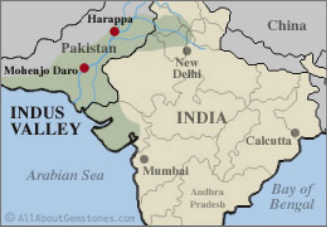 Harappa
China
Pakistan
Mohenjo Daro
New
Delhi
INDUS
VALLEY
INDIA
Calcutta
Mumbai
Arabian Sea
Andhra
Pradesh
Bay of
Bengal
© AllAboutGemstones.com